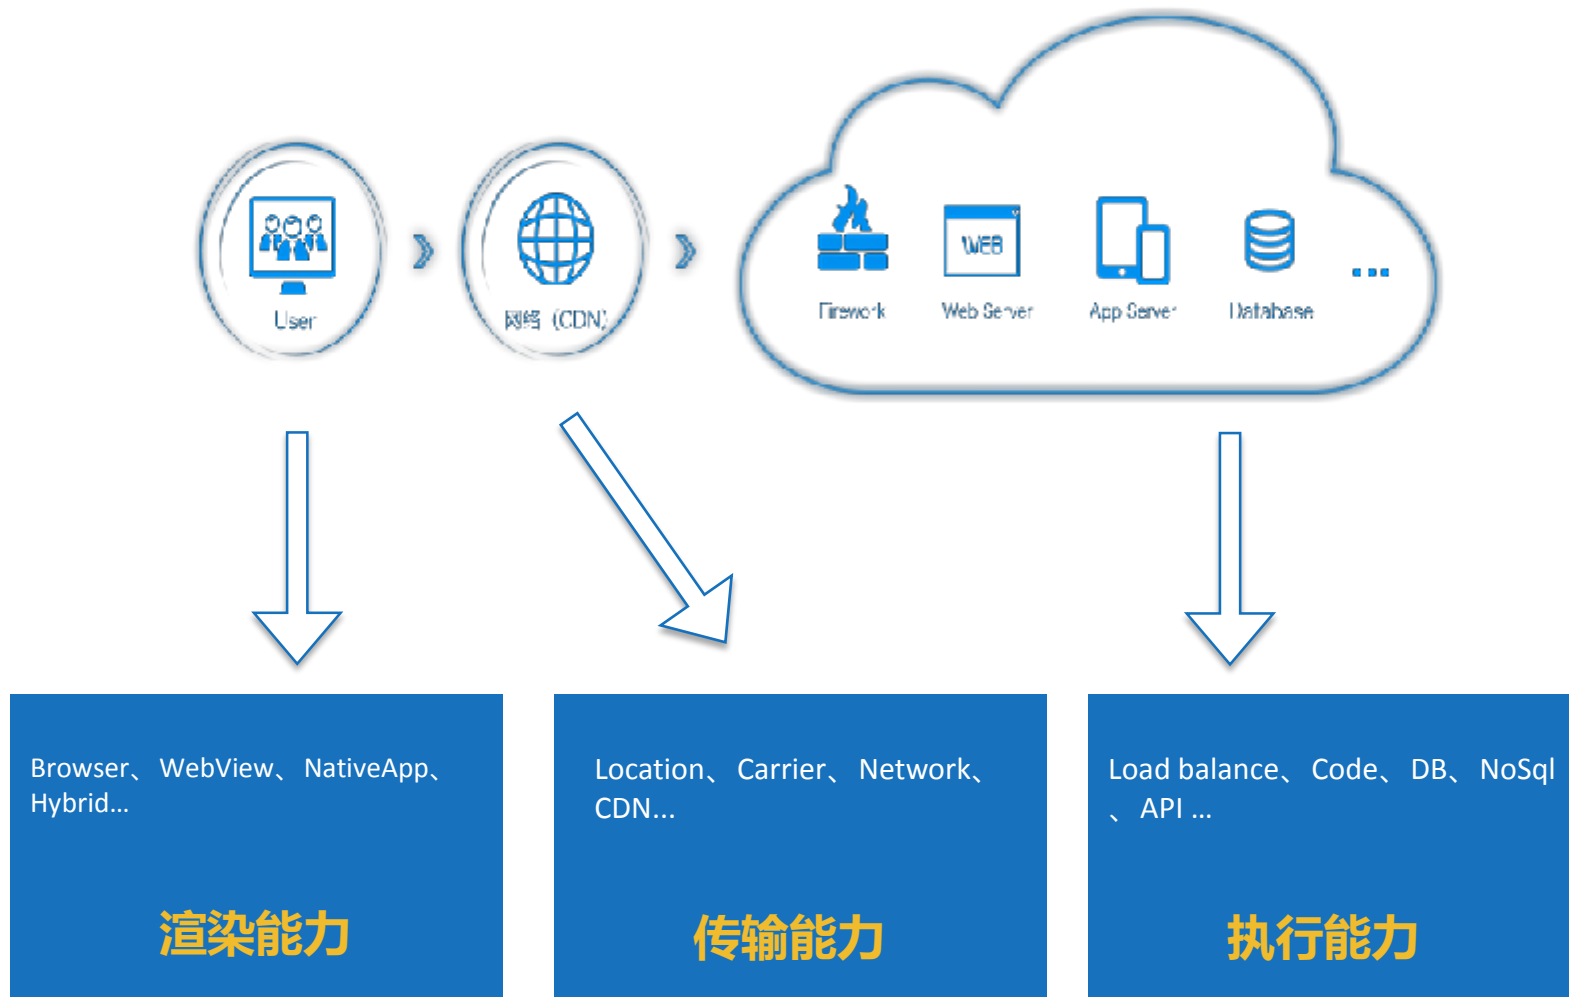 WEB
User
网络（CDN）
Firework
Web Server
App Server
Database
...
Browser、WebView、NativeApp、
Hybrid...
渲染能力
Location、Carrier、Network、
CDN...
传输能力
Load balance、Code、DB、NoSql
、API ...
执行能力